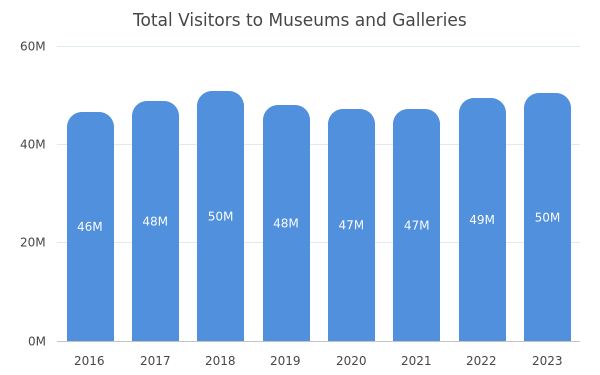 Total Visitors to Museums and Galleries
60M
40M
20M
0M
46M
48M
50M
48M
47M
47M
49M
50M
2016
2017
2018
2019
2020
2021
2022
2023